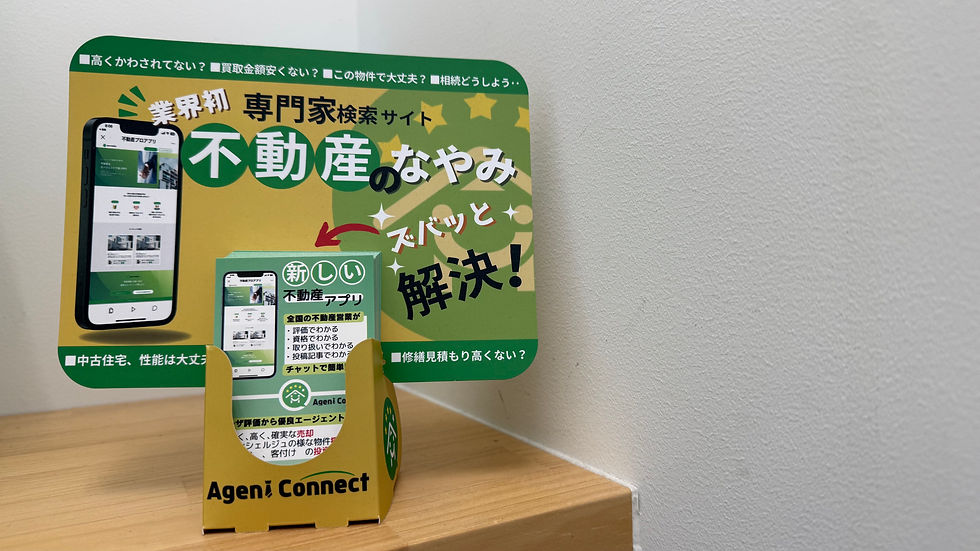 ■高くかわされてない？ ■買取金額安くない？ ■この物件で大丈夫？ ■相続どうしよう‥
業界初 専門家検索サイト
不動産のなやみ
ズバッと
解決！
不動産プロアプリ
新しい
不動産アプリ
全国の不動産営業が
・評価でわかる
・資格でわかる
・取り扱いでわかる
・投稿記事でわか
チャットで簡単
Ageni Co
ザ評価から優良エージェント
く、高く、確実な売却
シェルジュの様な物件
、客付け の投
■中古住宅、性能は大丈夫
■修繕見積もり高くない？
Ageni Connect